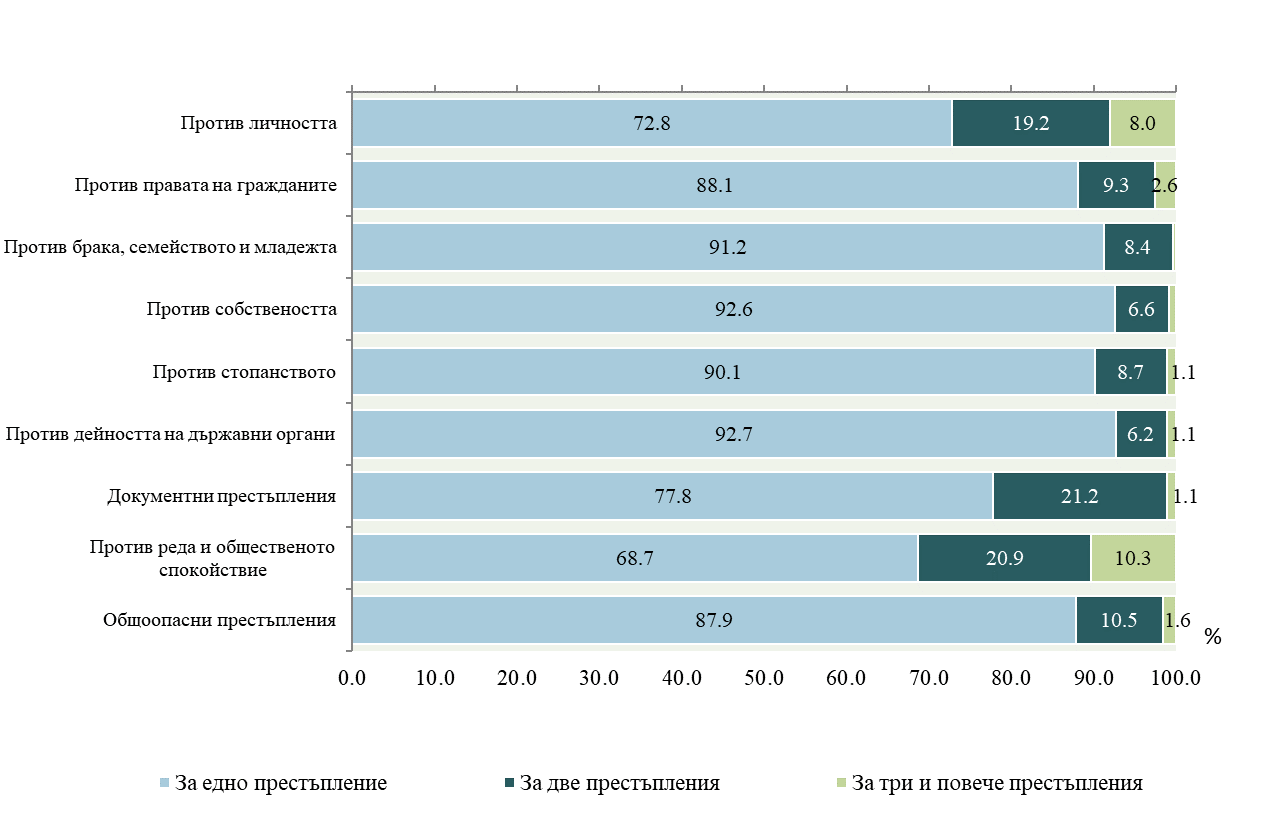 Против личността 72.8 19.2 8.0
Против правата на гражданите 88.1 9.3 2.6
Против брака, семейството и младежта 91.2 8.4
Против собствеността 92.6 6.6
Против стопанството 90.1 8.7 1.1
Против дейността на държавни органи 92.7 6.2 1.1
Документни престъпления 77.8 21.2 1.1
Против реда и общественото
спокойствие 68.7 20.9 10.3
Общоопасни престъпления 87.9 10.5 1.6
%
0.0 10.0 20.0 30.0 40.0 50.0 60.0 70.0 80.0 90.0 100.0
За едно престъпление За две престъпления За три и повече престъпления